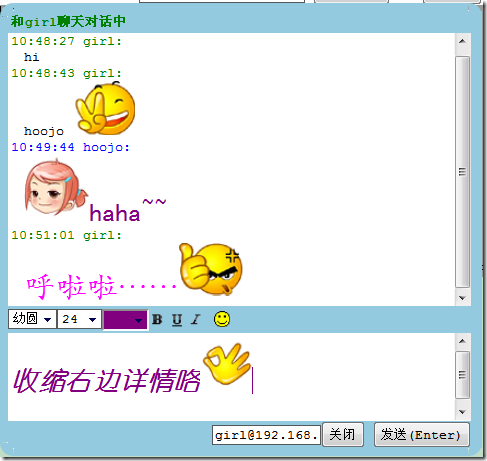 和girl聊天对话中
10:48:27 girl:
hi
10:48:43 girl:
hoojo
10:49:44 hoojo:
haha~~
10:51:01 girl:
呼啦啦……
幼圆 24 B U I
收缩右边详情咯
girl@192.168. 关闭 发送(Enter)